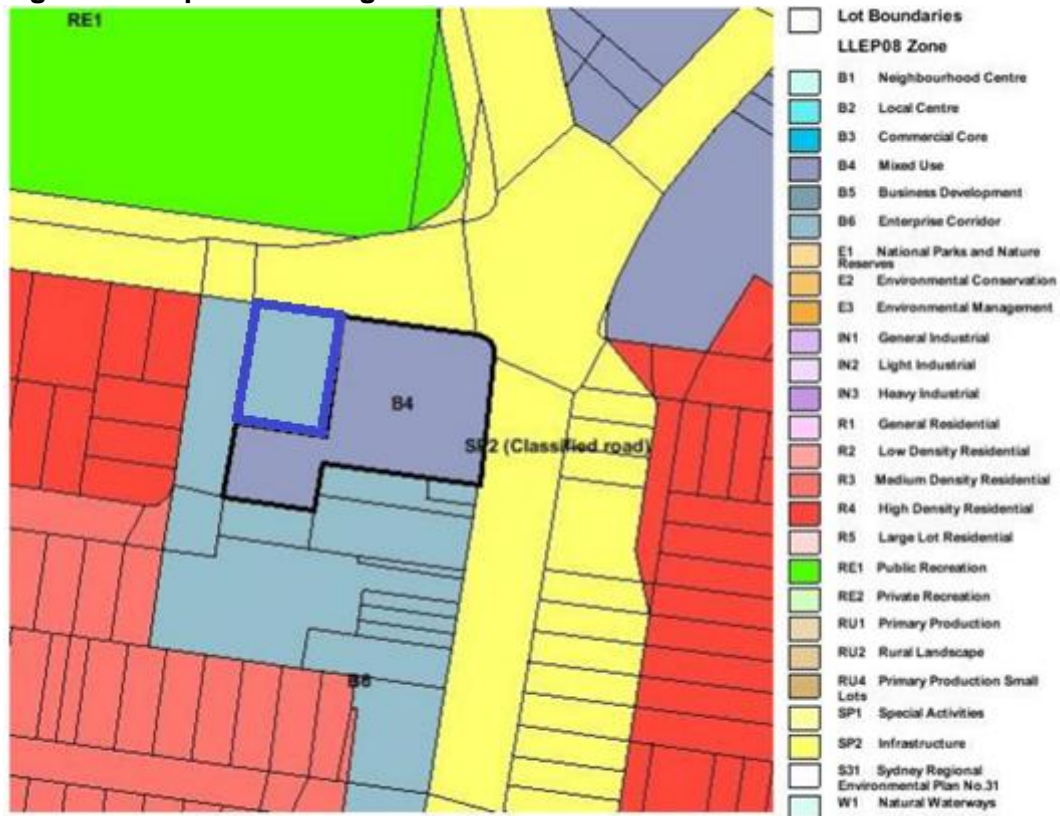 RE1
B4
SP2 (Classified road)
B6
Lot Boundaries
LLEP08 Zone
B1 Neighbourhood Centre
B2 Local Centre
B3 Commercial Core
B4 Mixed Use
B5 Business Development
B6 Enterprise Corridor
E1 National Parks and Nature
Reserves
E2 Environmental Conservation
E3 Environmental Management
IN1 General Industrial
IN2 Light Industrial
IN3 Heavy Industrial
R1 General Residential
R2 Low Density Residential
R3 Medium Density Residential
R4 High Density Residential
R5 Large Lot Residential
RE1 Public Recreation
RE2 Private Recreation
RU1 Primary Production
RU2 Rural Landscape
RU4 Primary Production Small
Lots
SP1 Special Activities
SP2 Infrastructure
S31 Sydney Regional
Environmental Plan No.31
W1 Natural Waterways